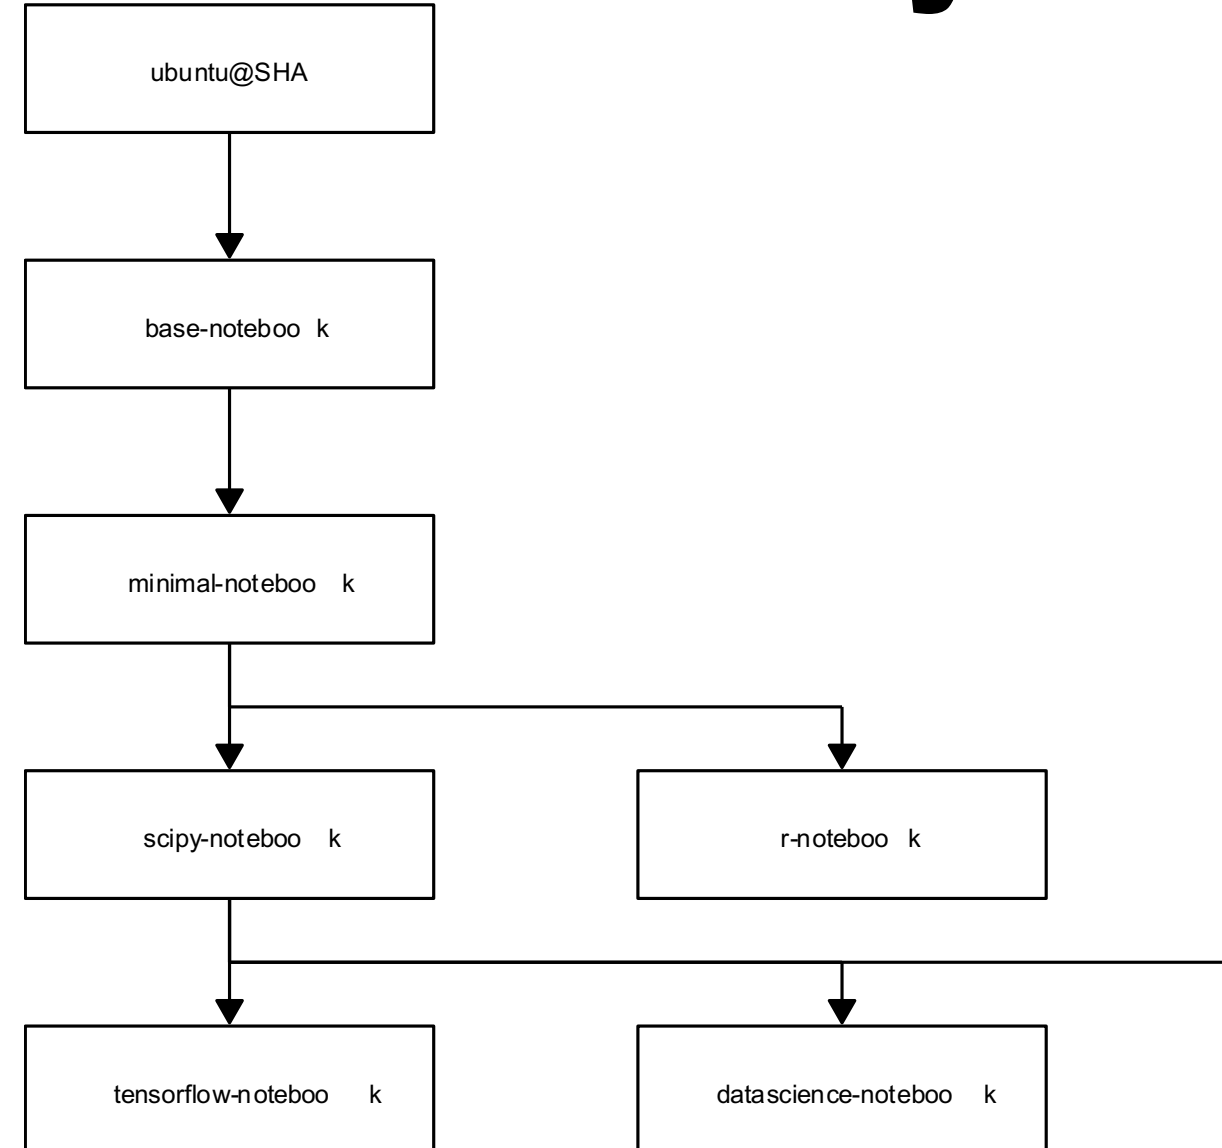 ubuntu@SHA
base-notebook
minimal-notebook
scipy-notebook
r-notebook
tensorflow-notebook
datascience-notebook